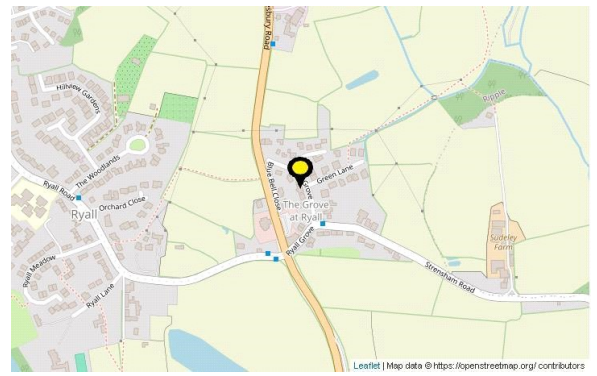 sbury Road
Hillview Gardens
Ripple
The Woodlands
Blue Bell Close
Green Lane
Ryall Road
Orchard Close
The Grove
at Ryall
Ryall
Ryall Grove
Sudeley
Farm
Ryall Meadow
Strensham Road
Ryall Lane
Leaflet | Map data © https://openstreetmap.org/ contributors